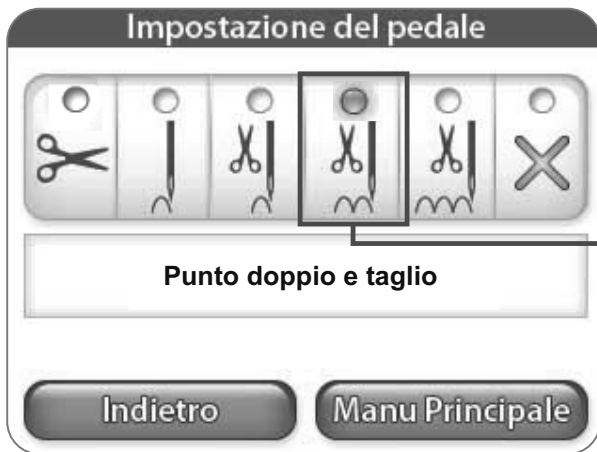 Impostazione del pedale
Punto doppio e taglio
Indietro
Manu Principale